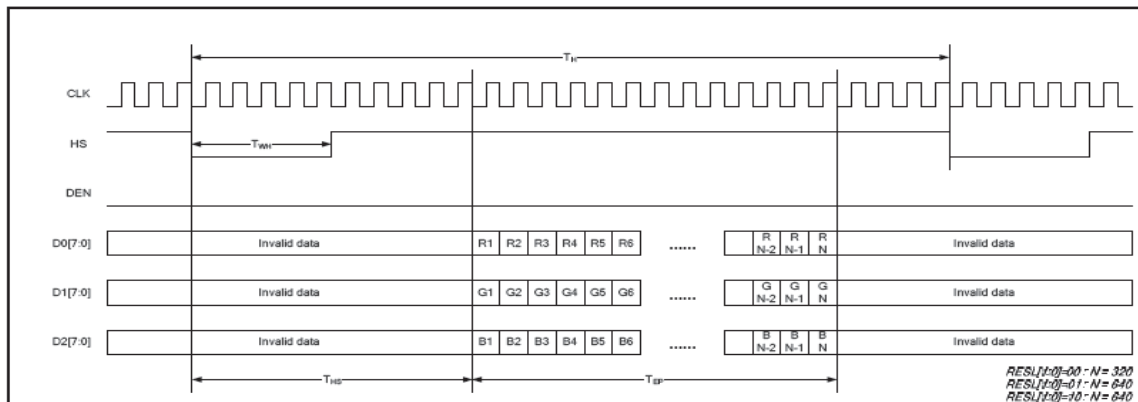 TH
CLK
HS
TWH
DEN
D0[7:0] Invalid data R1 R2 R3 R4 R5 R6 ...... R N-2 R N-1 R N Invalid data
D1[7:0] Invalid data G1 G2 G3 G4 G5 G6 ...... G N-2 G N-1 G N Invalid data
D2[7:0] Invalid data B1 B2 B3 B4 B5 B6 ...... B N-2 B N-1 B N Invalid data
THS TEP
RESL[1:0]=00 : N = 320
RESL[1:0]=01 : N = 640
RESL[1:0]=10 : N = 640